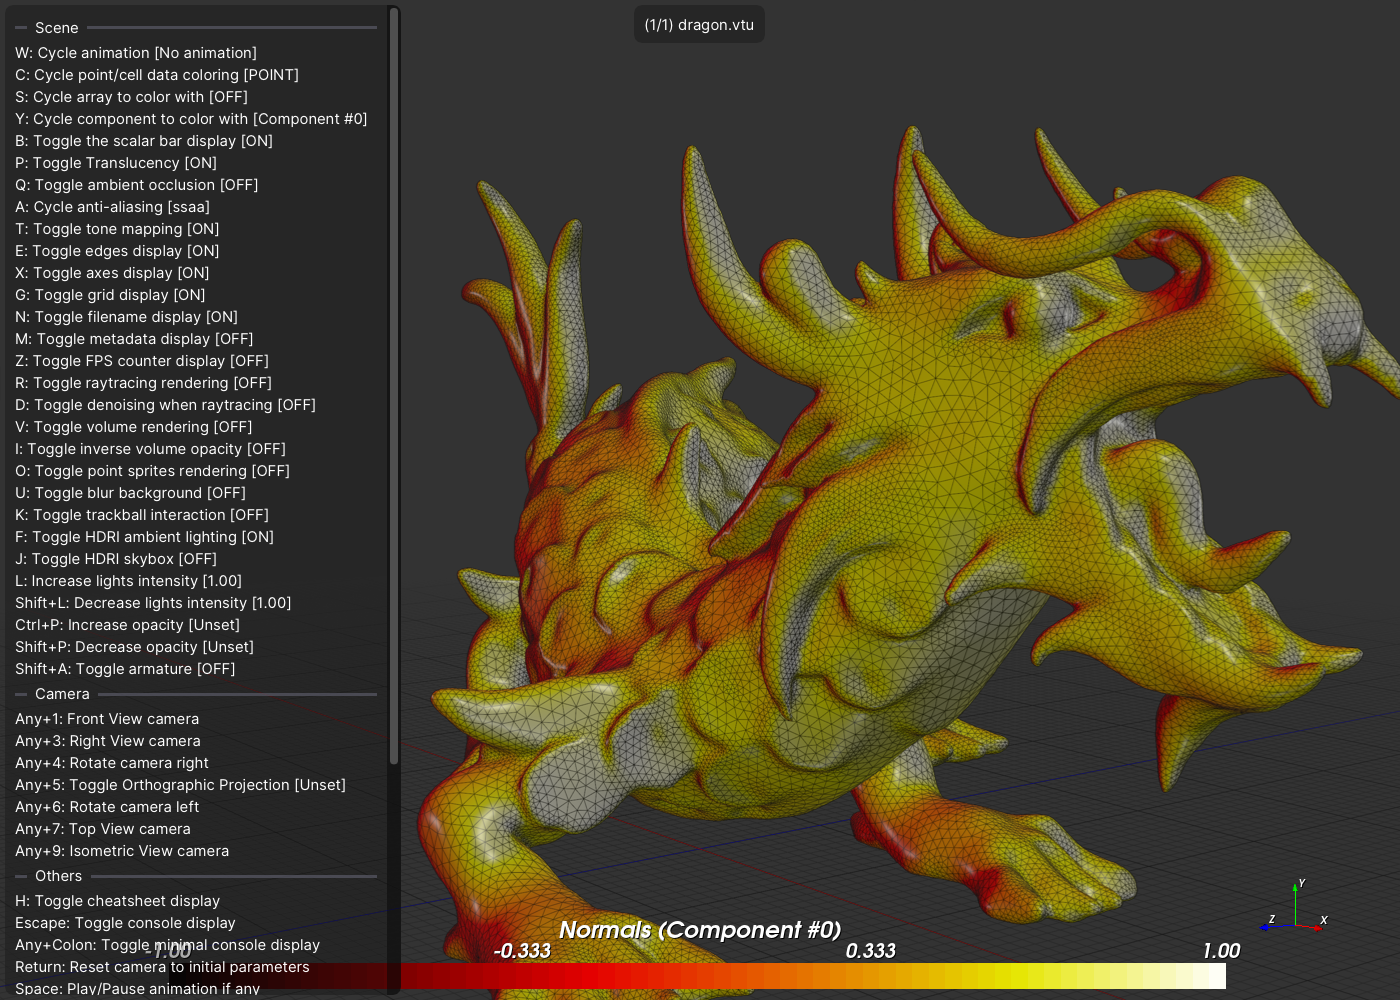 Scene
W: Cycle animation [No animation]
C: Cycle point/cell data coloring [POINT]
S: Cycle array to color with [OFF]
Y: Cycle component to color with [Component #0]
B: Toggle the scalar bar display [ON]
P: Toggle Translucency [ON]
Q: Toggle ambient occlusion [OFF]
A: Cycle anti-aliasing [ssaa]
T: Toggle tone mapping [ON]
E: Toggle edges display [ON]
X: Toggle axes display [ON]
G: Toggle grid display [ON]
N: Toggle filename display [ON]
M: Toggle metadata display [OFF]
Z: Toggle FPS counter display [OFF]
R: Toggle raytracing rendering [OFF]
D: Toggle denoising when raytracing [OFF]
V: Toggle volume rendering [OFF]
I: Toggle inverse volume opacity [OFF]
O: Toggle point sprites rendering [OFF]
U: Toggle blur background [OFF]
K: Toggle trackball interaction [OFF]
F: Toggle HDRI ambient lighting [ON]
J: Toggle HDRI skybox [OFF]
L: Increase lights intensity [1.00]
Shift+L: Decrease lights intensity [1.00]
Ctrl+P: Increase opacity [Unset]
Shift+P: Decrease opacity [Unset]
Shift+A: Toggle armature [OFF]
Camera
Any+1: Front View camera
Any+3: Right View camera
Any+4: Rotate camera right
Any+5: Toggle Orthographic Projection [Unset]
Any+6: Rotate camera left
Any+7: Top View camera
Any+9: Isometric View camera
Others
H: Toggle cheatsheet display
Escape: Toggle console display
Any+Colon: Toggle minimal console display
Return: Reset camera to initial parameters
Space: Play/Pause animation if any
(1/1) dragon.vtu
Y
Z
X
Normals (Component #0)
-1.00
-0.333
0.333
1.00